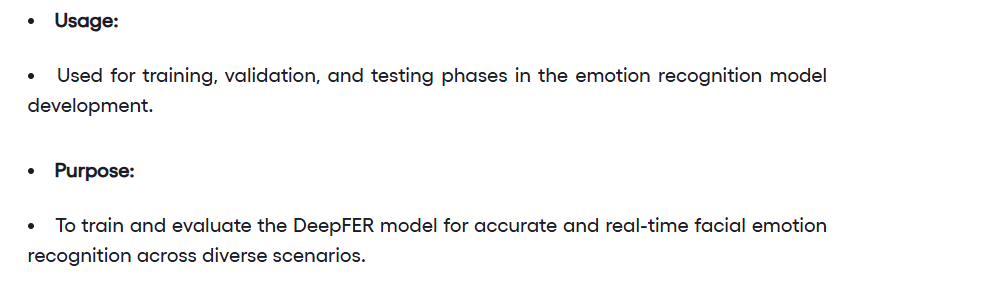 • Usage:
• Used for training, validation, and testing phases in the emotion recognition model
development.
• Purpose:
• To train and evaluate the DeepFER model for accurate and real-time facial emotion
recognition across diverse scenarios.